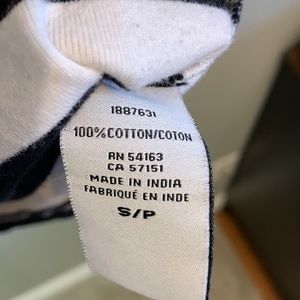 1887631
100%COTTON/COTON
RN 54163
CA 57151
MADE IN INDIA
FABRIQUÉ EN INDE
S/P